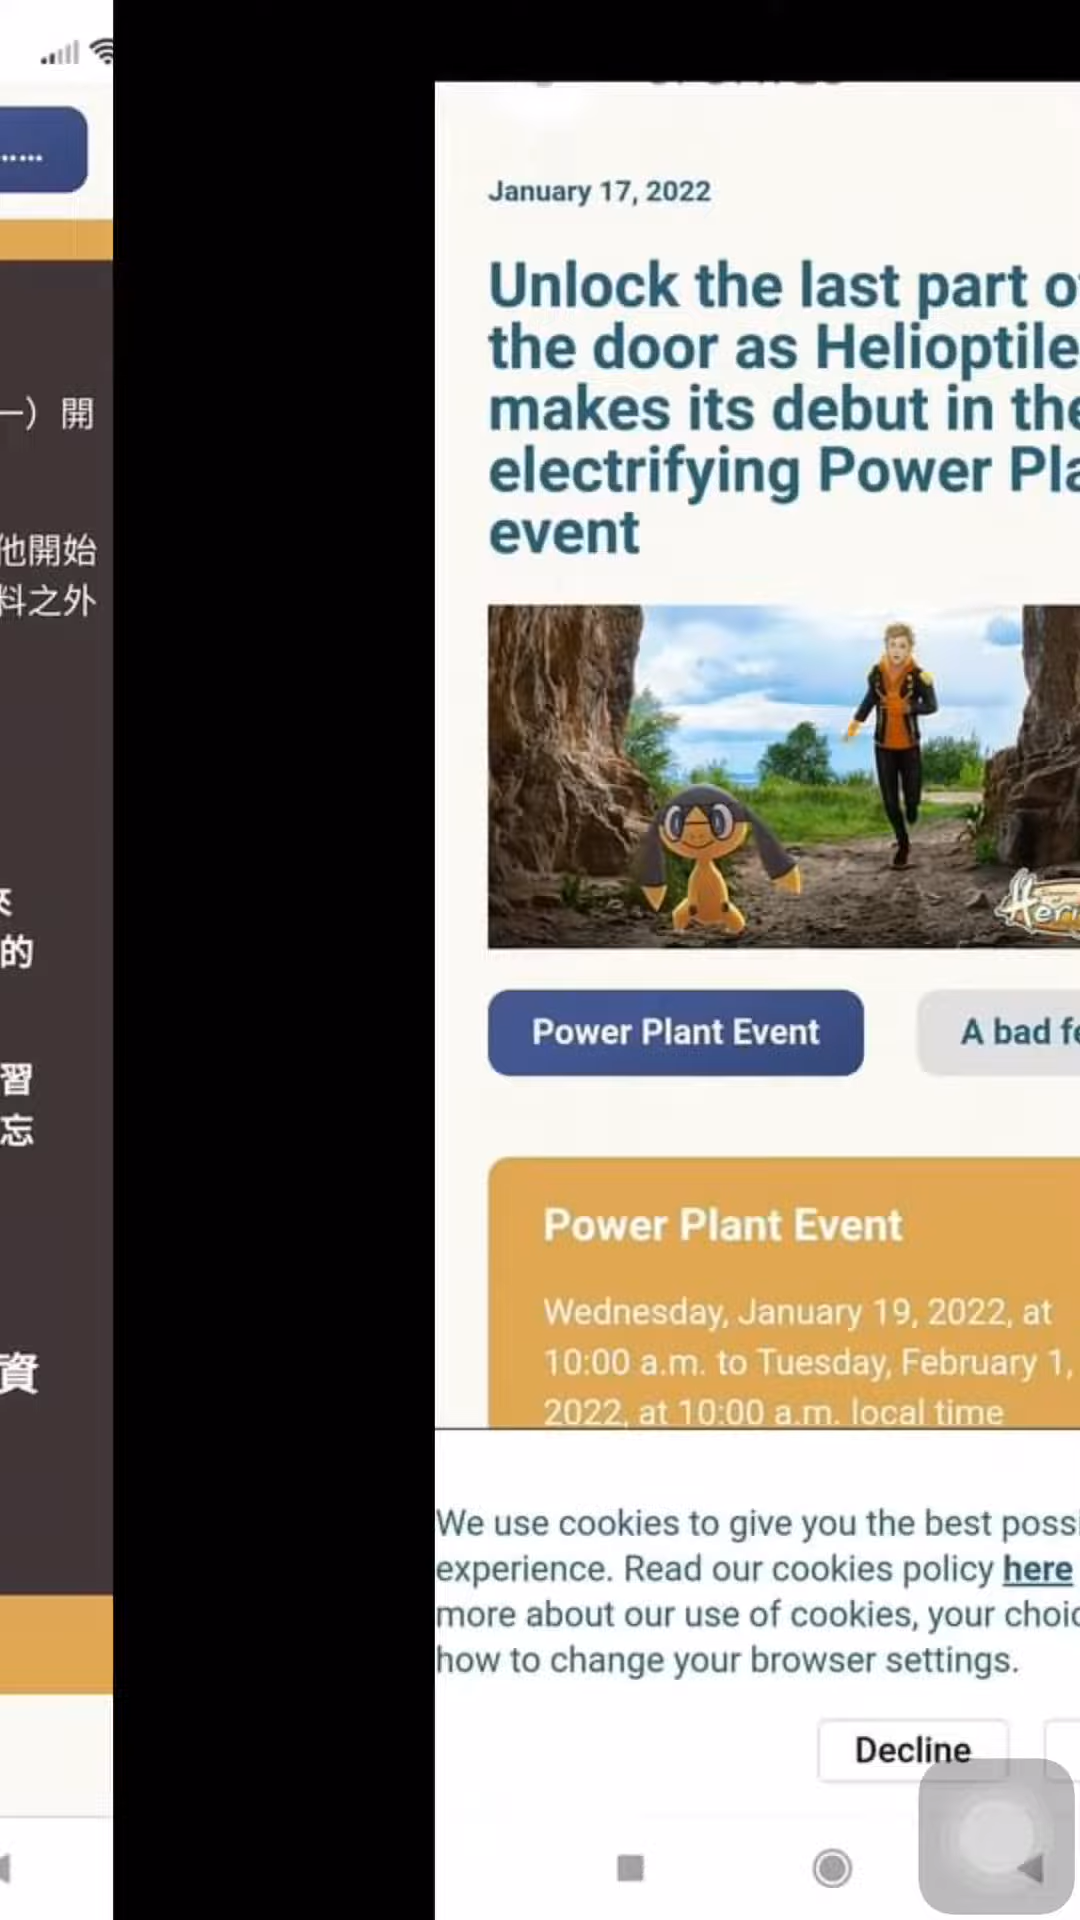 ......
一）開
他開始
料之外
來
的
習
忘
資
January 17, 2022
Unlock the last part o
the door as Helioptile
makes its debut in the
electrifying Power Pla
event
Heri
Power Plant Event
A bad fe
Power Plant Event
Wednesday, January 19, 2022, at
10:00 a.m. to Tuesday, February 1,
2022, at 10:00 a.m. local time
We use cookies to give you the best possi
experience. Read our cookies policy here
more about our use of cookies, your choic
how to change your browser settings.
Decline